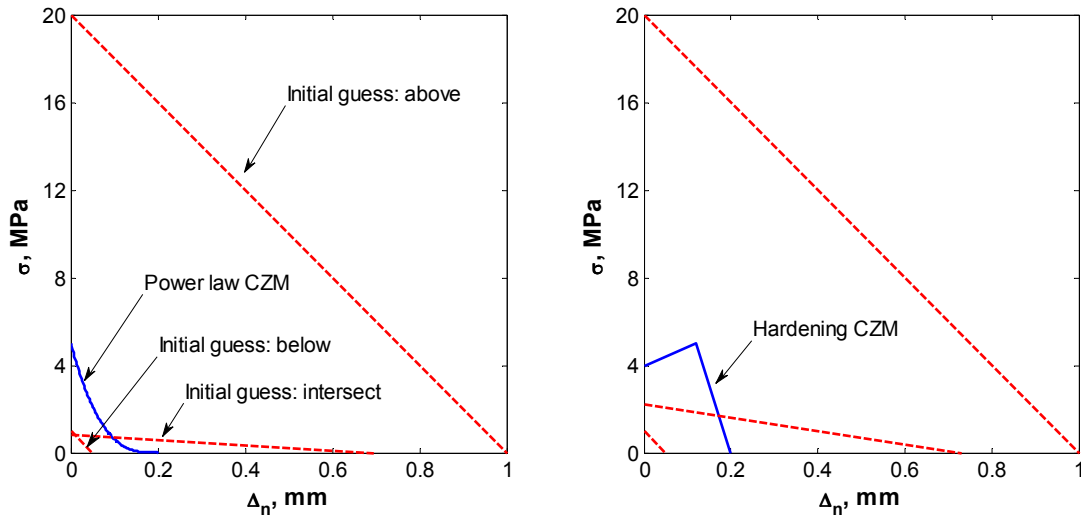 20
16
12
8
4
0
σ, MPa
Initial guess: above
Power law CZM
Initial guess: below
Initial guess: intersect
0
0.2
0.4
0.6
0.8
1
Δn, mm
20
16
12
8
4
0
σ, MPa
Hardening CZM
0
0.2
0.4
0.6
0.8
1
Δn, mm